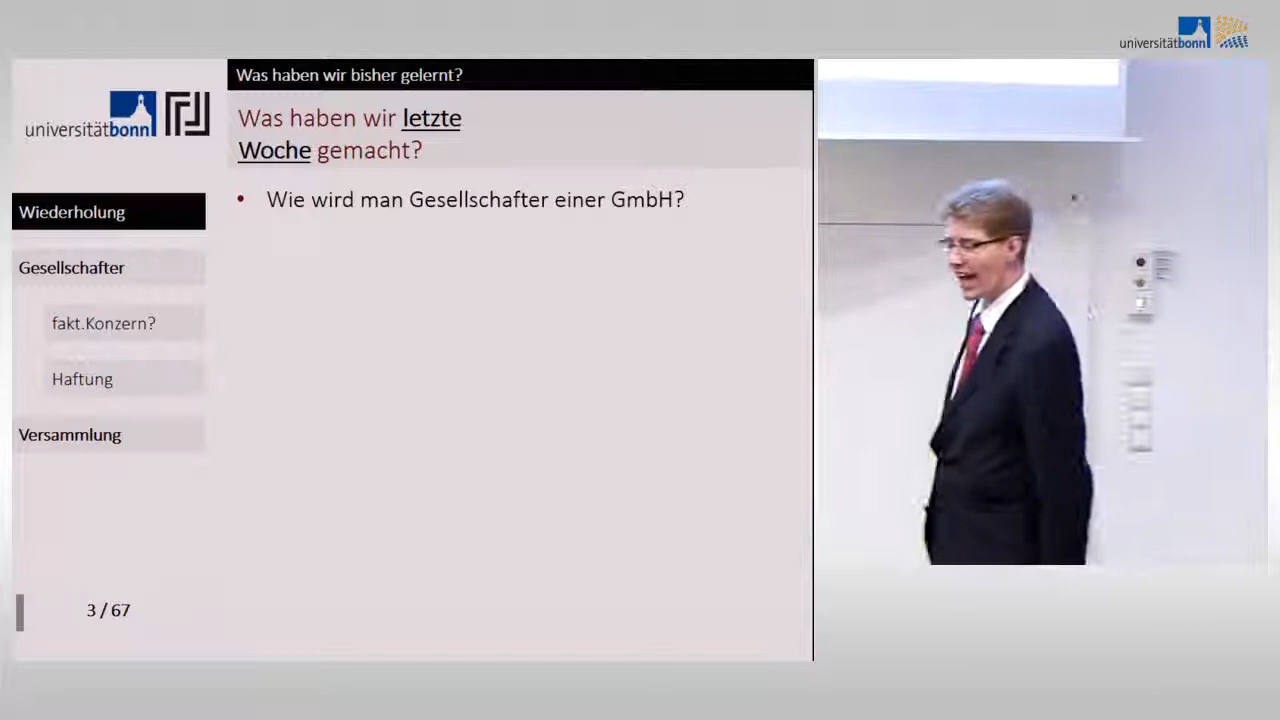 universitätbonn
Was haben wir bisher gelernt?
universitätbonn
Was haben wir letzte
Woche gemacht?
• Wie wird man Gesellschafter einer GmbH?
Wiederholung
Gesellschafter
fakt.Konzern?
Haftung
Versammlung
3 / 67